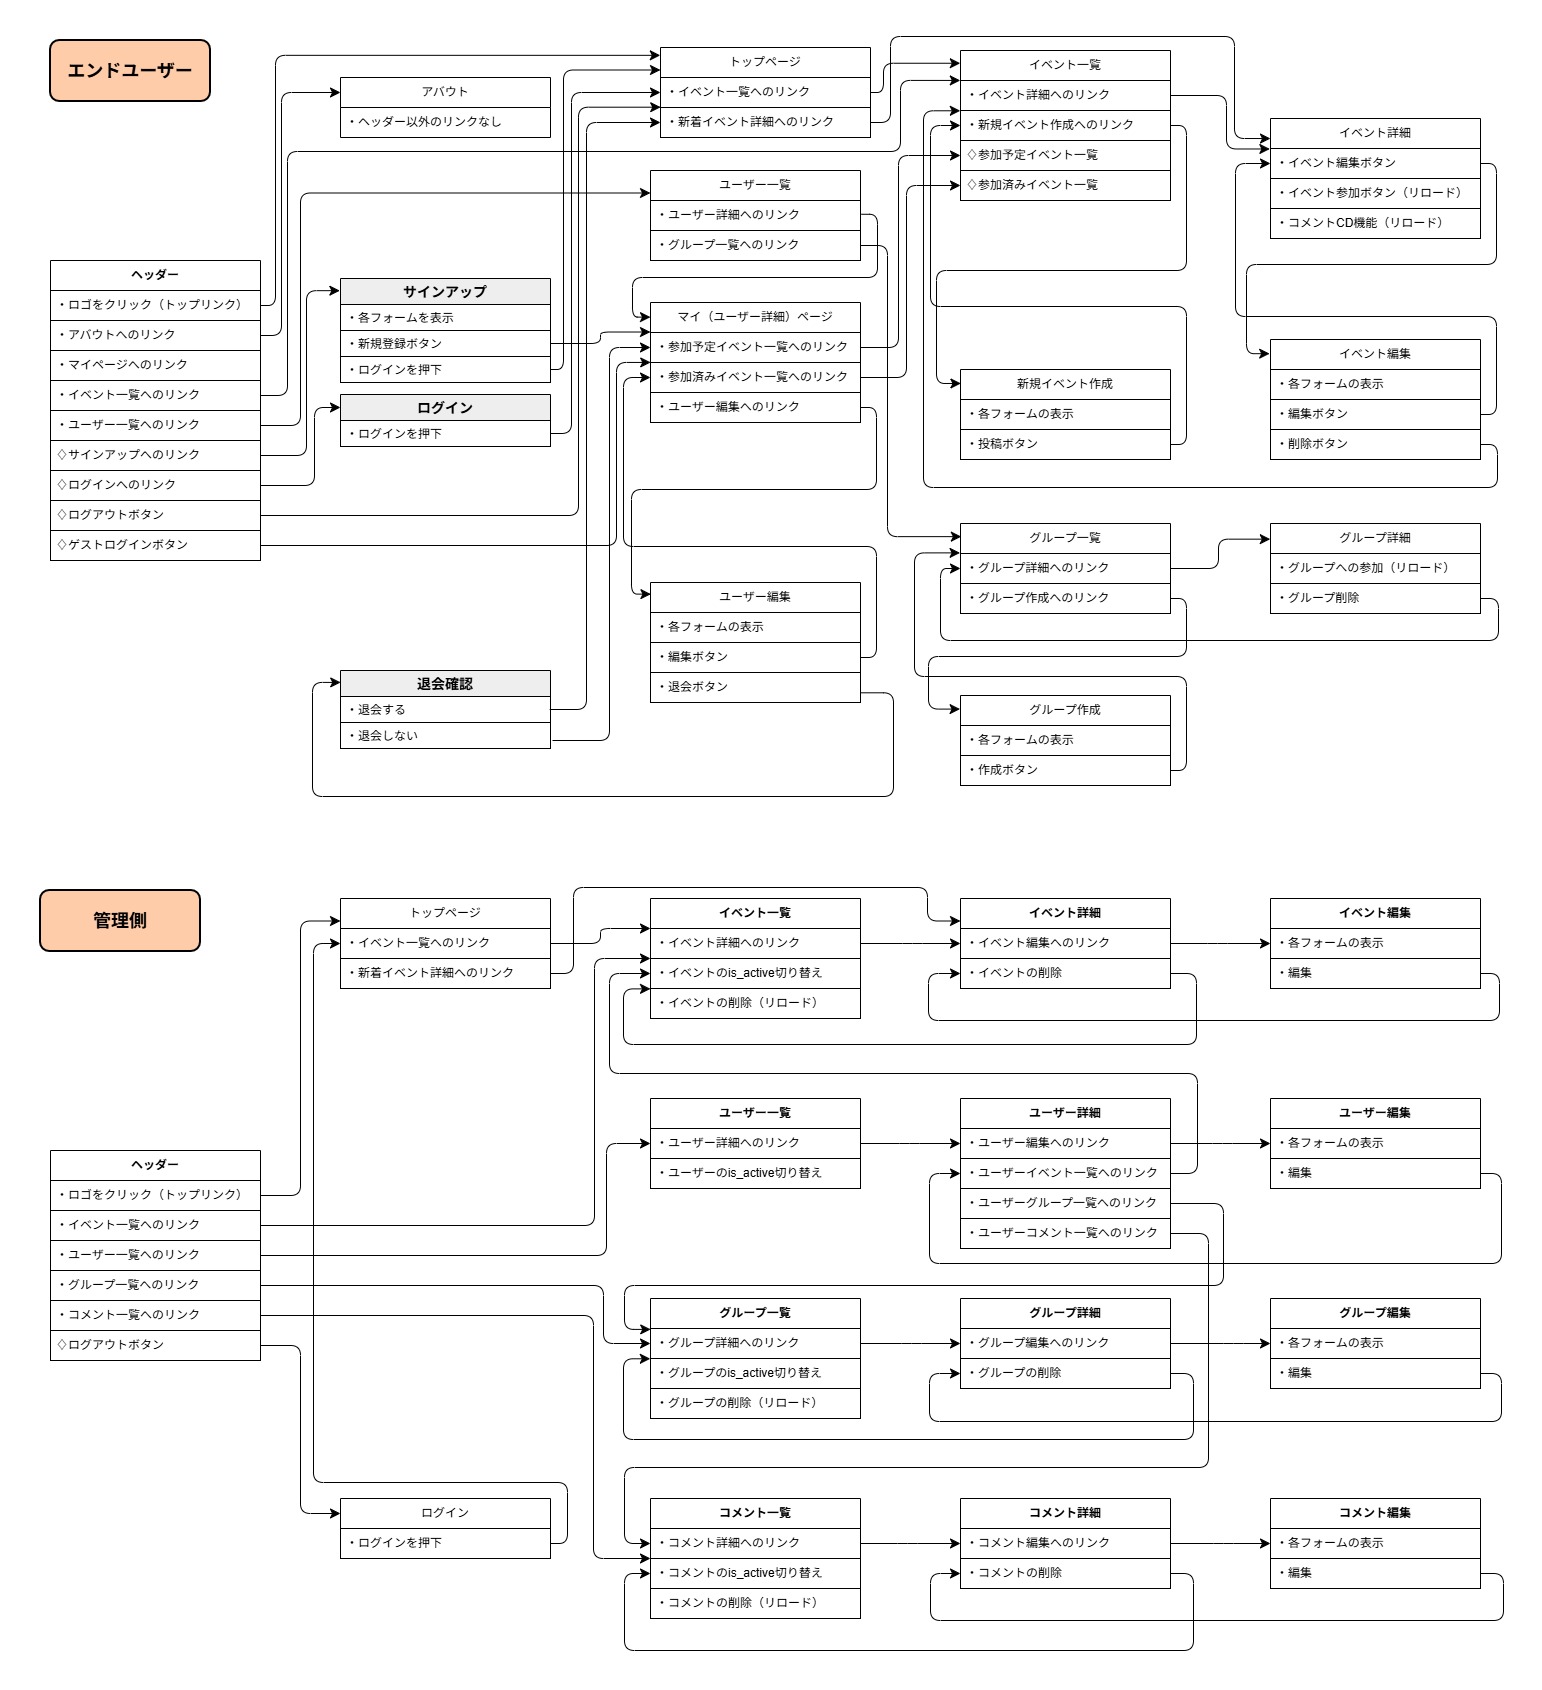 エンドユーザー
ヘッダー
・ロゴをクリック（トップリンク）
・アバウトへのリンク
・マイページへのリンク
・イベント一覧へのリンク
・ユーザー一覧へのリンク
♢サインアップへのリンク
♢ログインへのリンク
♢ログアウトボタン
♢ゲストログインボタン
アバウト
・ヘッダー以外のリンクなし
サインアップ
・各フォームを表示
・新規登録ボタン
・ログインを押下
ログイン
・ログインを押下
退会確認
・退会する
・退会しない
トップページ
・イベント一覧へのリンク
・新着イベント詳細へのリンク
ユーザー一覧
・ユーザー詳細へのリンク
・グループ一覧へのリンク
マイ（ユーザー詳細）ページ
・参加予定イベント一覧へのリンク
・参加済みイベント一覧へのリンク
・ユーザー編集へのリンク
ユーザー編集
・各フォームの表示
・編集ボタン
・退会ボタン
イベント一覧
・イベント詳細へのリンク
・新規イベント作成へのリンク
♢参加予定イベント一覧
♢参加済みイベント一覧
新規イベント作成
・各フォームの表示
・投稿ボタン
グループ一覧
・グループ詳細へのリンク
・グループ作成へのリンク
グループ作成
・各フォームの表示
・作成ボタン
イベント詳細
・イベント編集ボタン
・イベント参加ボタン（リロード）
・コメントCD機能（リロード）
イベント編集
・各フォームの表示
・編集ボタン
・削除ボタン
グループ詳細
・グループへの参加（リロード）
・グループ削除
管理側
ヘッダー
・ロゴをクリック（トップリンク）
・イベント一覧へのリンク
・ユーザー一覧へのリンク
・グループ一覧へのリンク
・コメント一覧へのリンク
♢ログアウトボタン
トップページ
・イベント一覧へのリンク
・新着イベント詳細へのリンク
ログイン
・ログインを押下
イベント一覧
・イベント詳細へのリンク
・イベントのis_active切り替え
・イベントの削除（リロード）
イベント詳細
・イベント編集へのリンク
・イベントの削除
イベント編集
・各フォームの表示
・編集
ユーザー一覧
・ユーザー詳細へのリンク
・ユーザーのis_active切り替え
ユーザー詳細
・ユーザー編集へのリンク
・ユーザーイベント一覧へのリンク
・ユーザーグループ一覧へのリンク
・ユーザーコメント一覧へのリンク
ユーザー編集
・各フォームの表示
・編集
グループ一覧
・グループ詳細へのリンク
・グループのis_active切り替え
・グループの削除（リロード）
グループ詳細
・グループ編集へのリンク
・グループの削除
グループ編集
・各フォームの表示
・編集
コメント一覧
・コメント詳細へのリンク
・コメントのis_active切り替え
・コメントの削除（リロード）
コメント詳細
・コメント編集へのリンク
・コメントの削除
コメント編集
・各フォームの表示
・編集